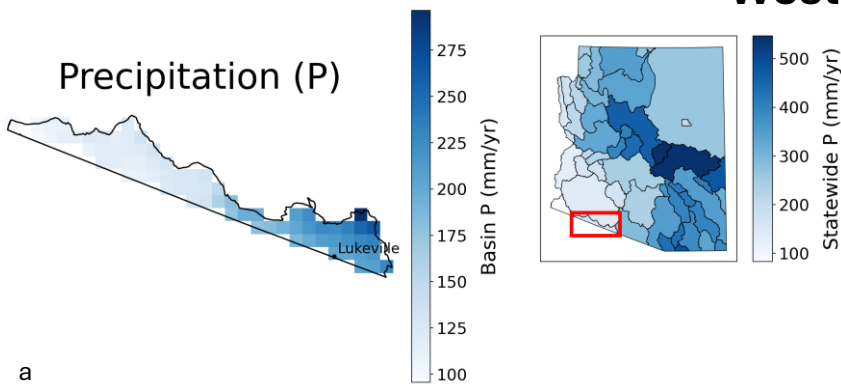 West
Precipitation (P)
Lukeville
275
250
225
200
175
150
125
100
Basin P (mm/yr)
500
400
300
200
100
Statewide P (mm/yr)
a